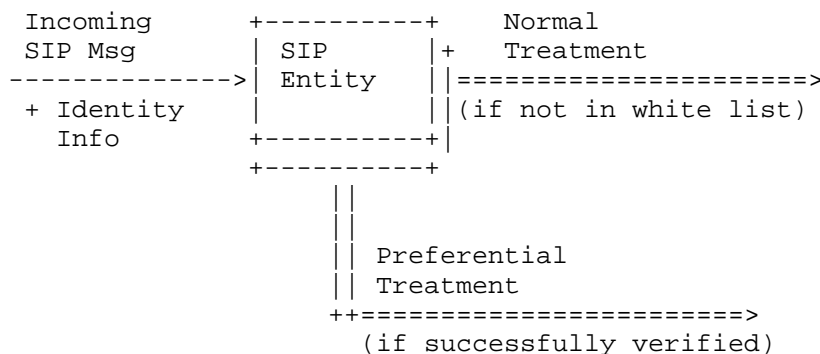 Incoming
SIP Msg
+ Identity
Info
SIP
Entity
Normal
Treatment
(if not in white list)
Preferential
Treatment
(if successfully verified)